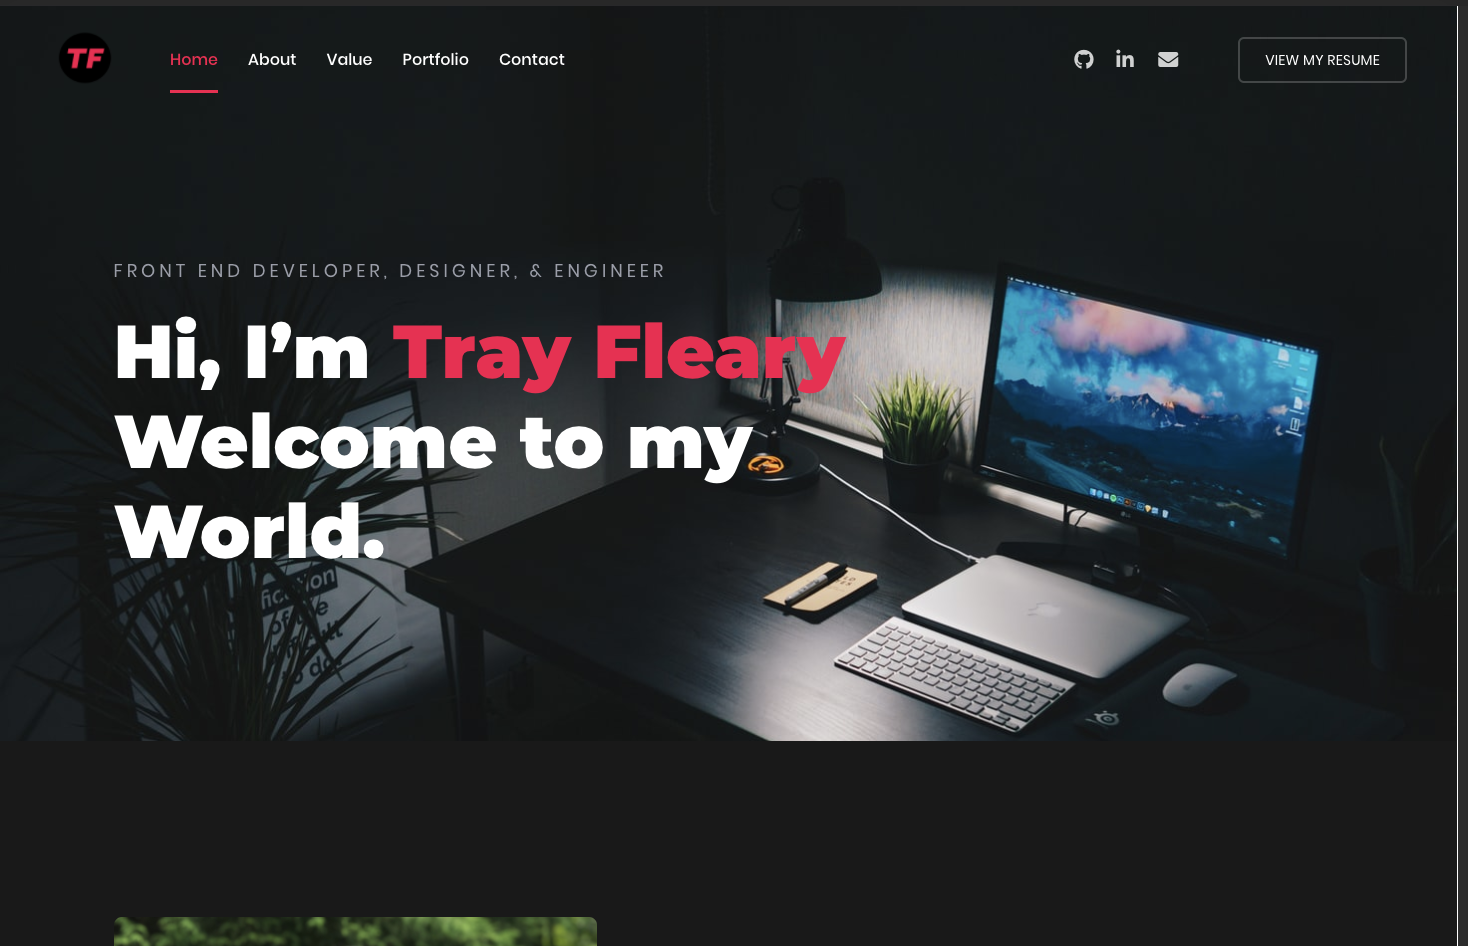 TF
Home About Value Portfolio Contact
VIEW MY RESUME
FRONT END DEVELOPER, DESIGNER, & ENGINEER
Hi, I’m Tray Fleary
Welcome to my
World.